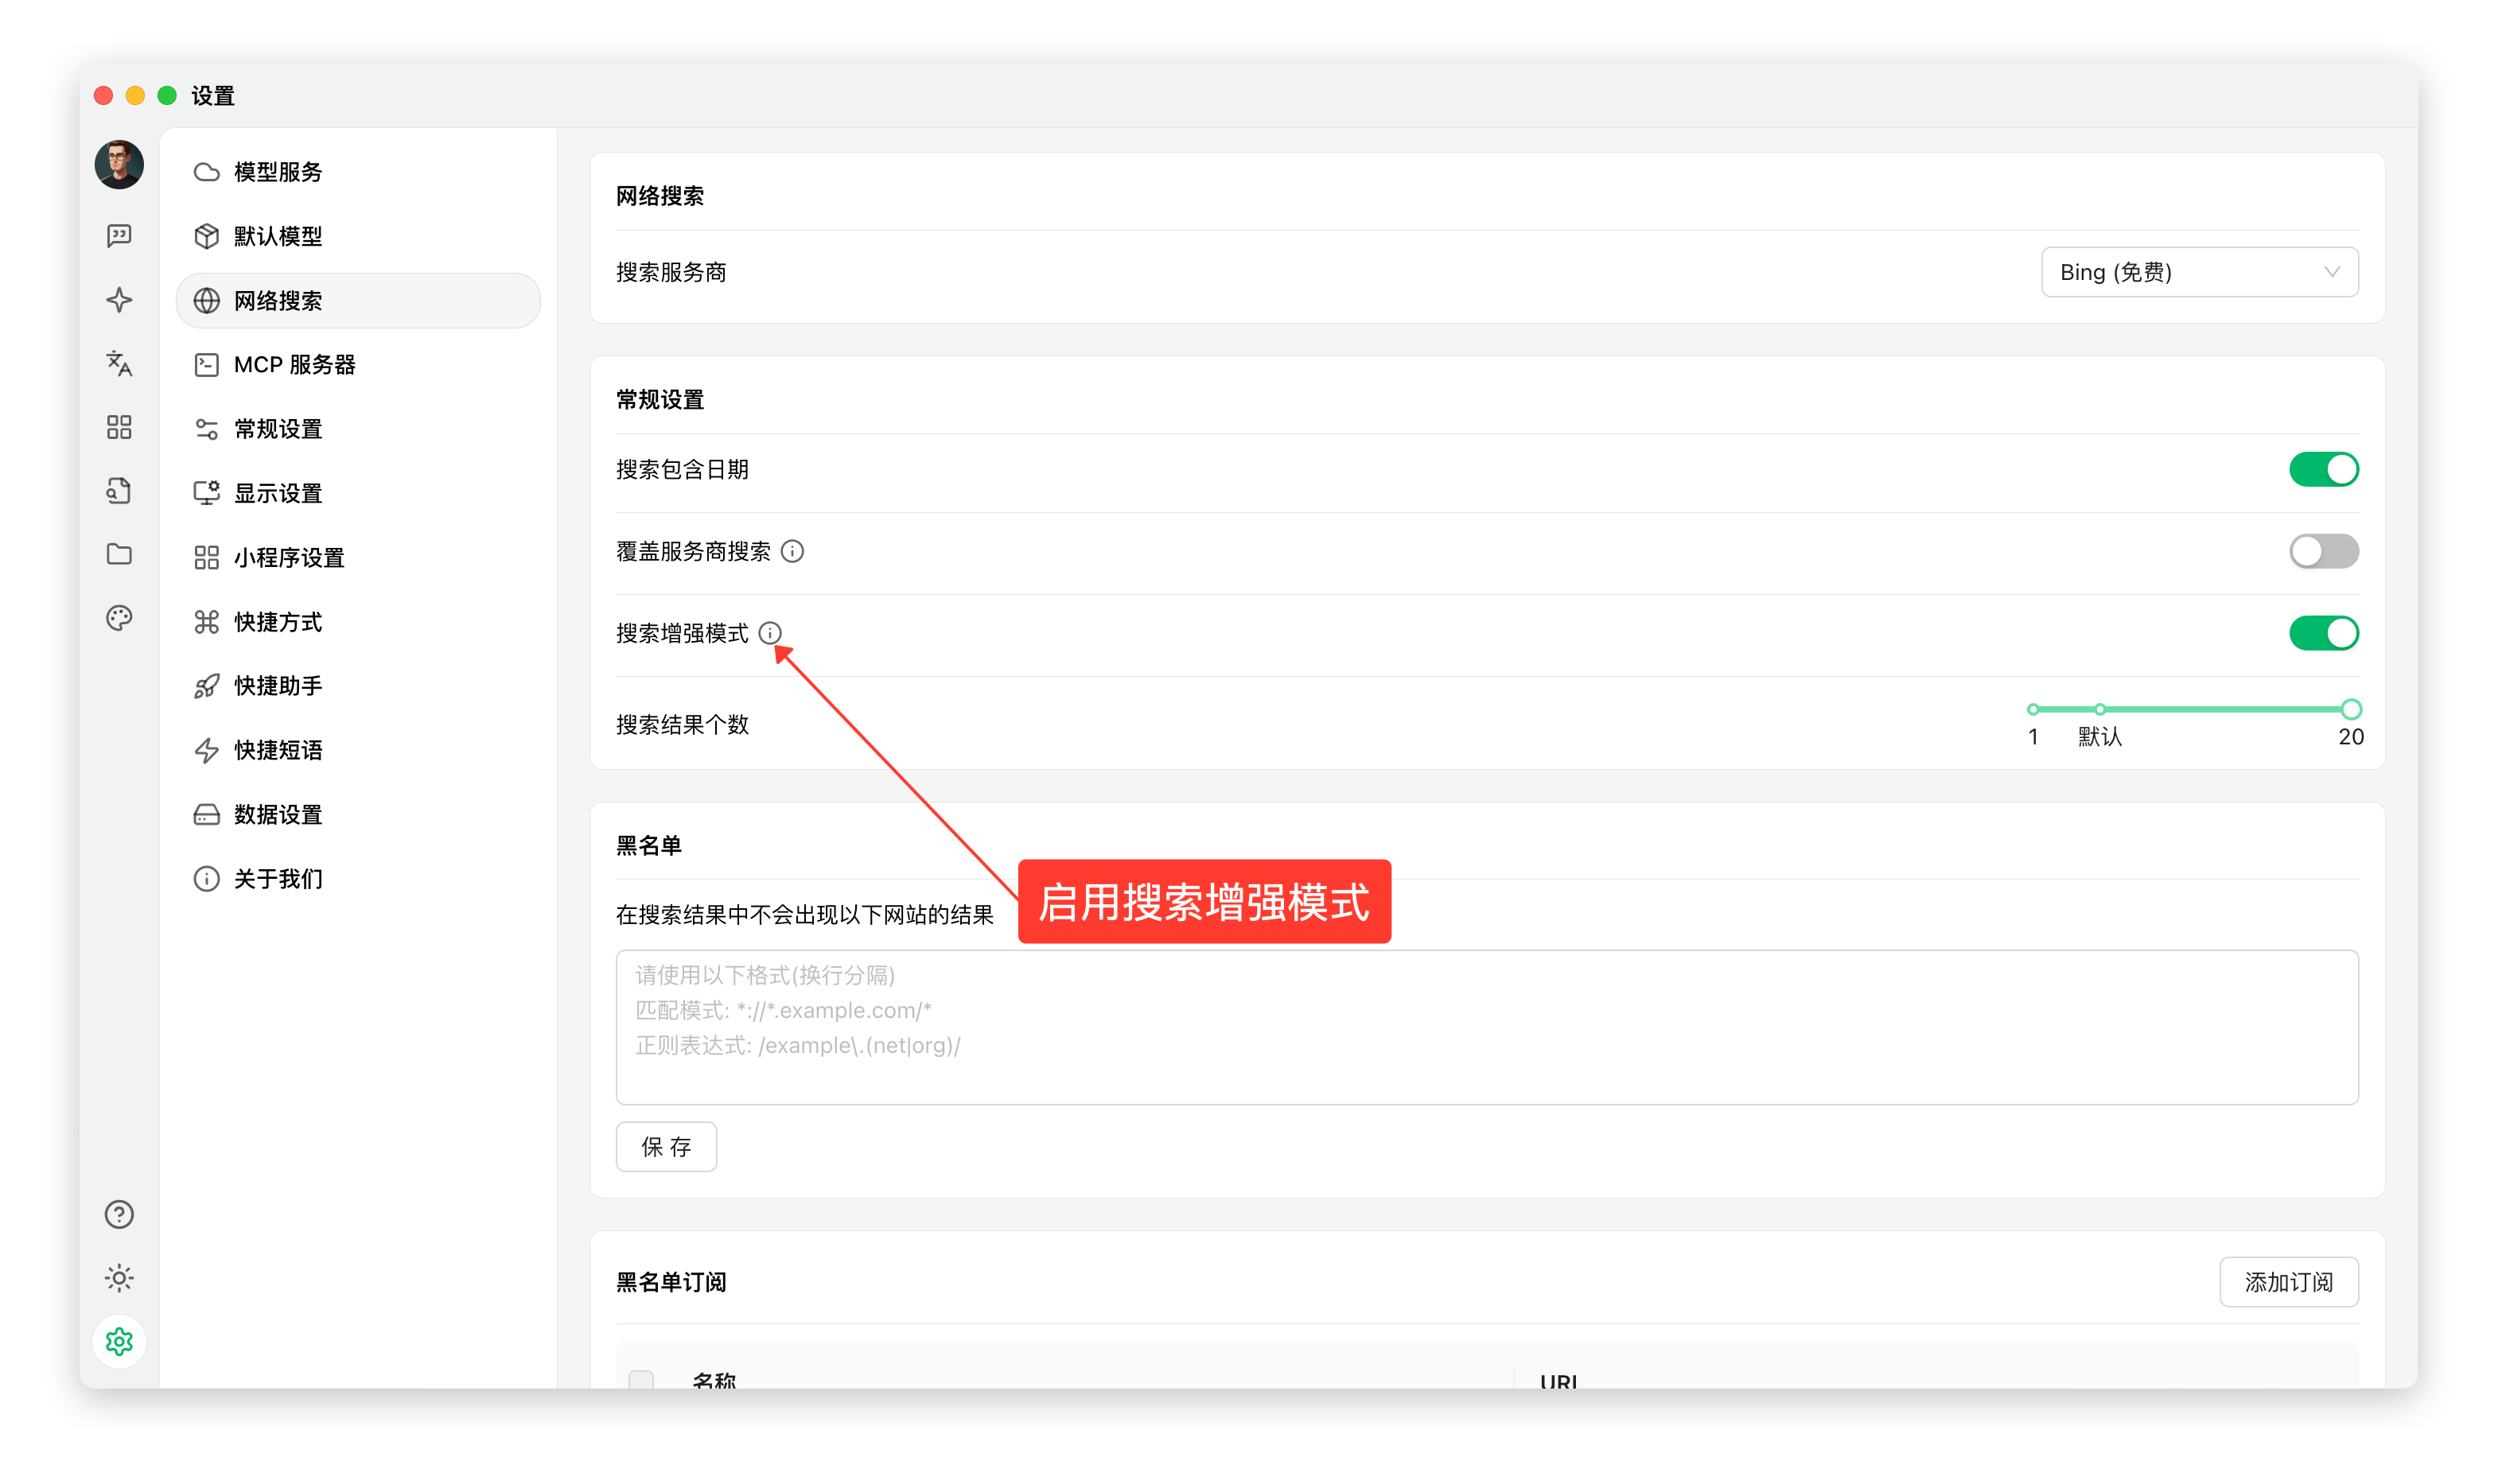 设置
模型服务
默认模型
网络搜索
MCP 服务器
常规设置
显示设置
小程序设置
快捷方式
快捷助手
快捷短语
数据设置
关于我们
网络搜索
搜索服务商
Bing (免费)
常规设置
搜索包含日期
覆盖服务商搜索
搜索增强模式
搜索结果个数
1 默认 20
黑名单
启用搜索增强模式
在搜索结果中不会出现以下网站的结果
请使用以下格式(换行分隔)
匹配模式: *://*.example.com/*
正则表达式: /example\.(net|org)/
保 存
黑名单订阅
添加订阅
名称
URL